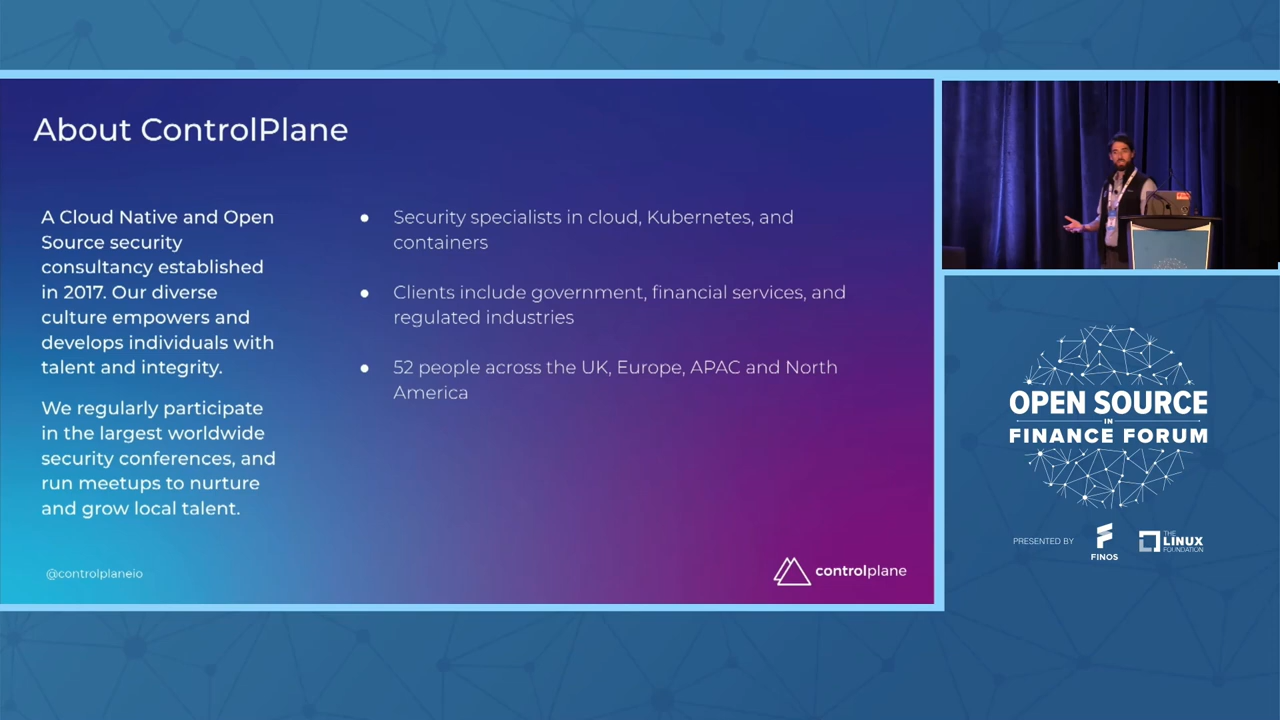 About ControlPlane
A Cloud Native and Open
Source security
consultancy established
in 2017. Our diverse
culture empowers and
develops individuals with
talent and integrity.
We regularly participate
in the largest worldwide
security conferences, and
run meetups to nurture
and grow local talent.
● Security specialists in cloud, Kubernetes, and
containers
● Clients include government, financial services, and
regulated industries
● 52 people across the UK, Europe, APAC and North
America
@controlplaneio
controlplane
OPEN SOURCE
IN
FINANCE FORUM
PRESENTED BY
FINOS
THE
LINUX
FOUNDATION